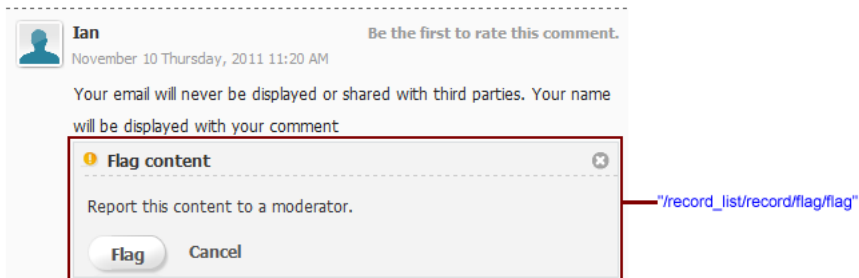 Ian Be the first to rate this comment.
November 10 Thursday, 2011 11:20 AM
Your email will never be displayed or shared with third parties. Your name
will be displayed with your comment
Flag content
Report this content to a moderator.
"/record_list/record/flag/flag"
Flag Cancel